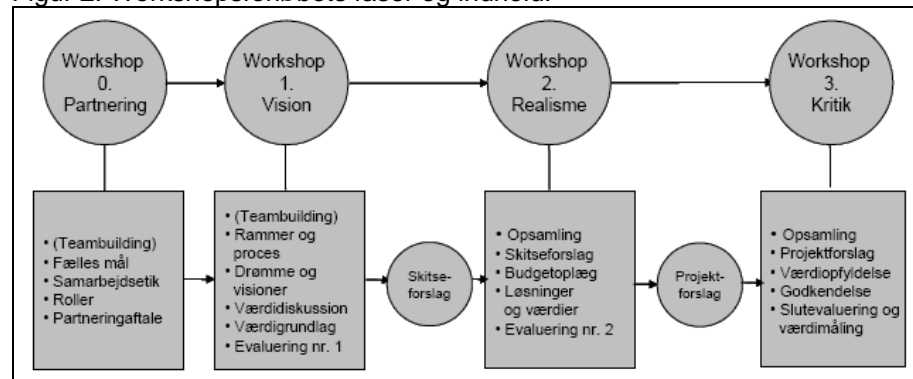 Figur 2. Workshopsforløbets faser og indhold.
Workshop
0.
Partnering
Workshop
1.
Vision
Workshop
2.
Realisme
Workshop
3.
Kritik
• (Teambuilding)
• Fælles mål
• Samarbejdsetik
• Roller
• Partneringaftale
• (Teambuilding)
• Rammer og
proces
• Drømme og
visioner
• Værdidiskussion
• Værdigrundlag
• Evaluering nr. 1
Skitse-
forslag
• Opsamling
• Skitseforslag
• Budgetoplæg
• Løsninger
og værdier
• Evaluering nr. 2
Projekt-
forslag
• Opsamling
• Projektforslag
• Værdiopfyldelse
• Godkendelse
• Slutevaluering og
værdimåling